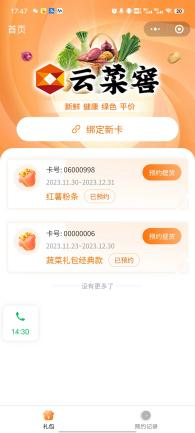 17:47
20
首页
云菜窖
新鲜 健康 绿色 平价
绑定新卡
卡号: 06000998
预约提货
2023.11.30~2023.12.31
红薯粉条
已预约
卡号: 00000006
预约提货
2023.11.23~2023.12.30
蔬菜礼包经典款
已预约
没有更多了
14:30
礼包
我的记录